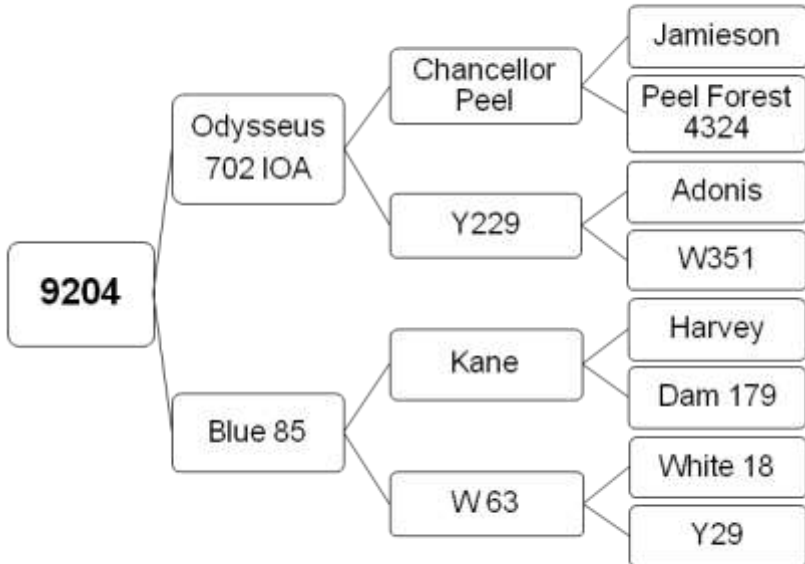 Jamieson
Chancellor
Peel
Peel Forest
4324
Odysseus
702 IOA
Adonis
Y229
W351
9204
Harvey
Kane
Dam 179
Blue 85
White 18
W 63
Y29